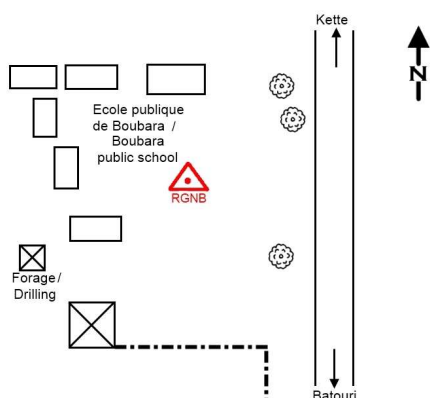 Kette
N
Ecole publique
de Boubara /
Boubara
public school
RGNB
Forage/
Drilling
Batouri